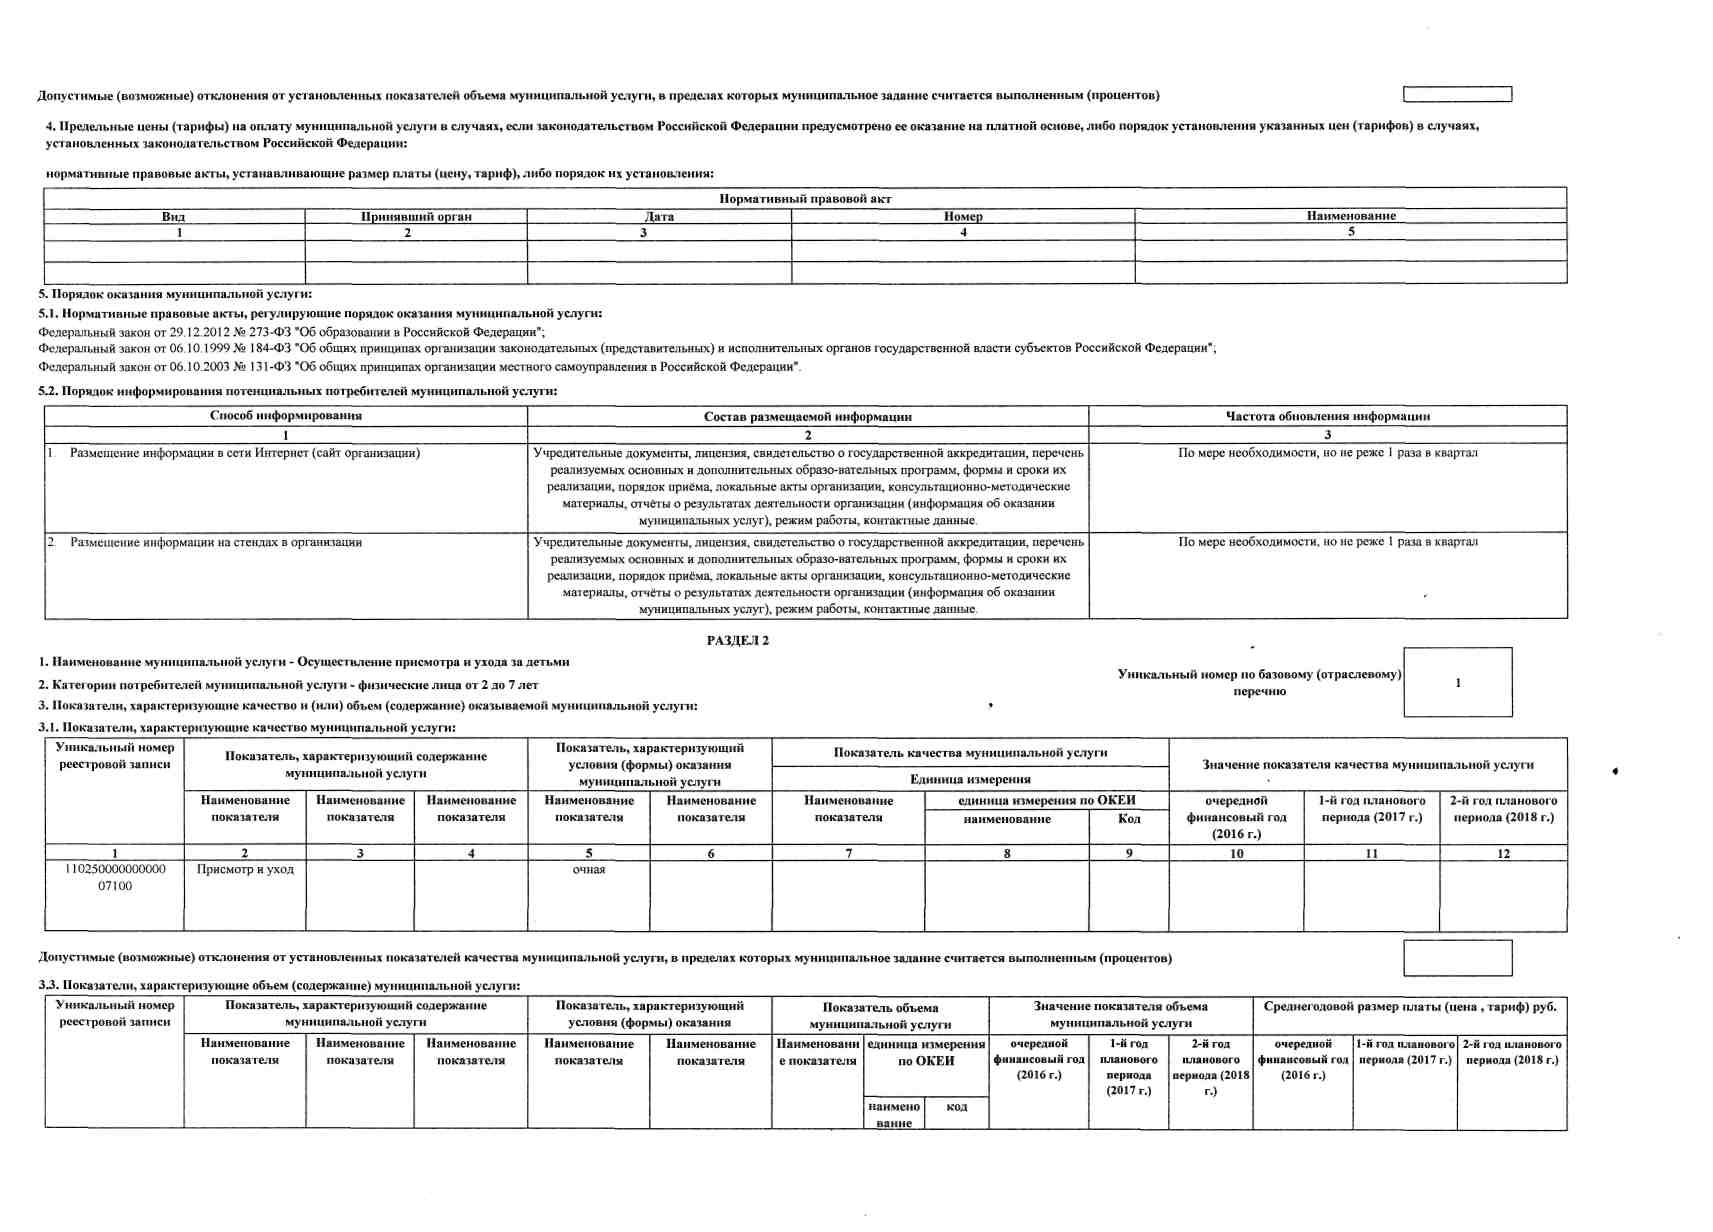 Допустимые (возможные) отклонения от установленных показателей объема муниципальной услуги, в пределах которых муниципальное задание считается выполненным (процентов)
4. Предельные цены (тарифы) на оплату муниципальной услуги в случаях, если законодательством Российской Федерации предусмотрено ее оказание на платной основе, либо порядок установления указанных цен (тарифов) в случаях,
установленных законодательством Российской Федерации:
нормативные правовые акты, устанавливающие размер платы (цену, тариф), либо порядок их установления:
Нормативный правовой акт
Вид Принявший орган Дата Номер Наименование
1 2 3 4 5
5. Порядок оказания муниципальной услуги:
5.1. Нормативные правовые акты, регулирующие порядок оказания муниципальной услуги:
Федеральный закон от 29.12.2012 № 273-ФЗ "Об образовании в Российской Федерации";
Федеральный закон от 06.10.1999 № 184-ФЗ "Об общих принципах организации законодательных (представительных) и исполнительных органов государственной власти субъектов Российской Федерации";
Федеральный закон от 06.10.2003 № 131-ФЗ "Об общих принципах организации местного самоуправления в Российской Федерации".
5.2. Порядок информирования потенциальных потребителей муниципальной услуги:
Способ информирования Состав размещаемой информации Частота обновления информации
1 2 3
1. Размещение информации в сети Интернет (сайт организации) Учредительные документы, лицензия, свидетельство о государственной аккредитации, перечень По мере необходимости, но не реже 1 раза в квартал
реализуемых основных и дополнительных образо-вательных программ, формы и сроки их
реализации, порядок приёма, локальные акты организации, консультационно-методические
материалы, отчёты о результатах деятельности организации (информация об оказании
муниципальных услуг), режим работы, контактные данные.
2. Размещение информации на стендах в организации Учредительные документы, лицензия, свидетельство о государственной аккредитации, перечень По мере необходимости, но не реже 1 раза в квартал
реализуемых основных и дополнительных образо-вательных программ, формы и сроки их
реализации, порядок приёма, локальные акты организации, консультационно-методические
материалы, отчёты о результатах деятельности организации (информация об оказании
муниципальных услуг), режим работы, контактные данные.
РАЗДЕЛ 2
1. Наименование муниципальной услуги - Осуществление присмотра и ухода за детьми
2. Категории потребителей муниципальной услуги - физические лица от 2 до 7 лет
Уникальный номер по базовому (отраслевому)
перечню
1
3. Показатели, характеризующие качество и (или) объем (содержание) оказываемой муниципальной услуги:
3.1. Показатели, характеризующие качество муниципальной услуги:
Уникальный номер
реестровой записи
Показатель, характеризующий содержание
муниципальной услуги
Показатель, характеризующий
условия (формы) оказания
муниципальной услуги
Показатель качества муниципальной услуги
Единица измерения
Значение показателя качества муниципальной услуги
Наименование
показателя
Наименование
показателя
Наименование
показателя
Наименование
показателя
Наименование
показателя
Наименование
показателя
единица измерения по ОКЕИ
наименование Код
очередной
финансовый год
(2016 г.)
1-й год планового
периода (2017 г.)
2-й год планового
периода (2018 г.)
1 2 3 4 5 6 7 8 9 10 11 12
110250000000000 Присмотр и уход очная
07100
Допустимые (возможные) отклонения от установленных показателей качества муниципальной услуги, в пределах которых муниципальное задание считается выполненным (процентов)
3.3. Показатели, характеризующие объем (содержание) муниципальной услуги:
Уникальный номер
реестровой записи
Показатель, характеризующий содержание
муниципальной услуги
Показатель, характеризующий
условия (формы) оказания
Показатель объема
муниципальной услуги
Значение показателя объема
муниципальной услуги
Среднегодовой размер платы (цена , тариф) руб.
Наименование
показателя
Наименование
показателя
Наименование
показателя
Наименование
показателя
Наименование
показателя
Наименовани
е показателя
единица измерения
по ОКЕИ
наимено
вание
код
очередной
финансовый год
(2016 г.)
1-й год
планового
периода
(2017 г.)
2-й год
планового
периода (2018
г.)
очередной
финансовый год
(2016 г.)
1-й год планового
периода (2017 г.)
2-й год планового
периода (2018 г.)